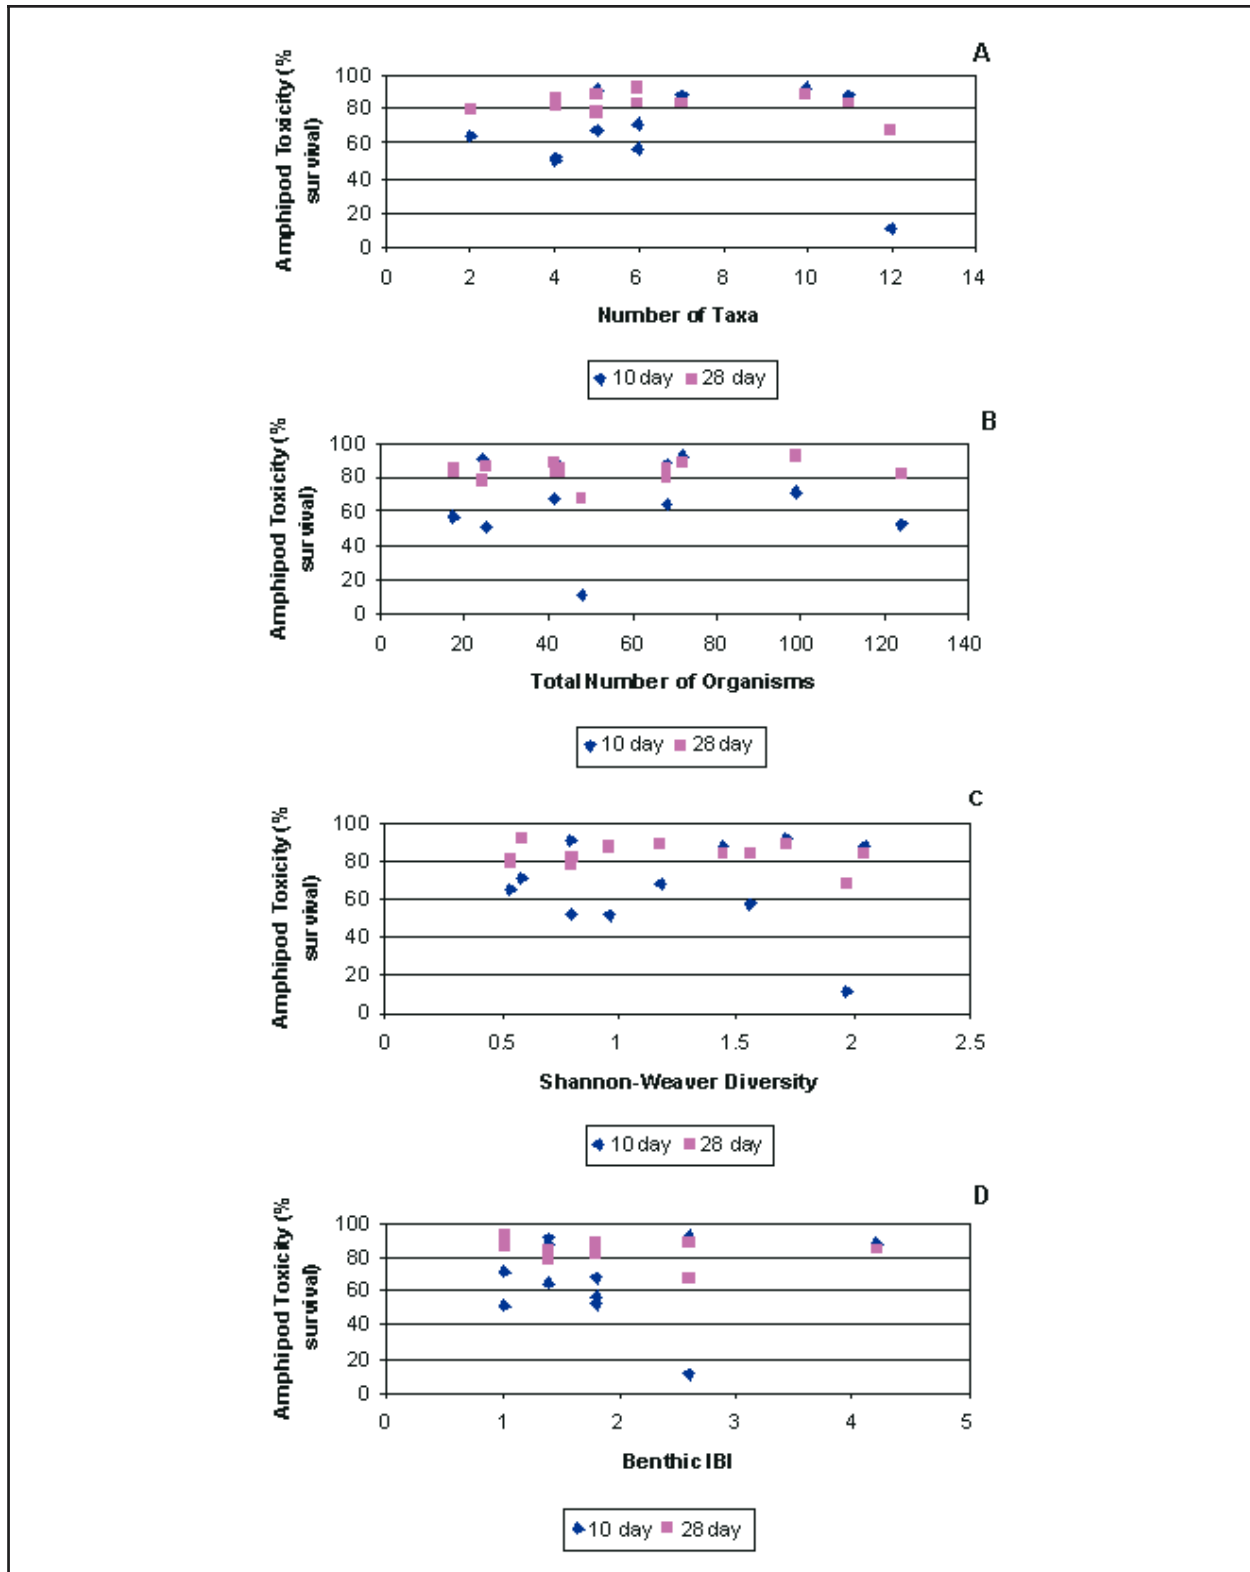 A
Amphipod Toxicity (%
survival)
100
80
60
40
20
0
0 2 4 6 8 10 12 14
Number of Taxa
10 day 28 day
B
Amphipod Toxicity (%
survival)
100
80
60
40
20
0
0 20 40 60 80 100 120 140
Total Number of Organisms
10 day 28 day
C
Amphipod Toxicity (%
survival)
100
80
60
40
20
0
0 0.5 1 1.5 2 2.5
Shannon-Weaver Diversity
10 day 28 day
D
Amphipod Toxicity (%
survival)
100
80
60
40
20
0
0 1 2 3 4 5
Benthic IBI
10 day 28 day